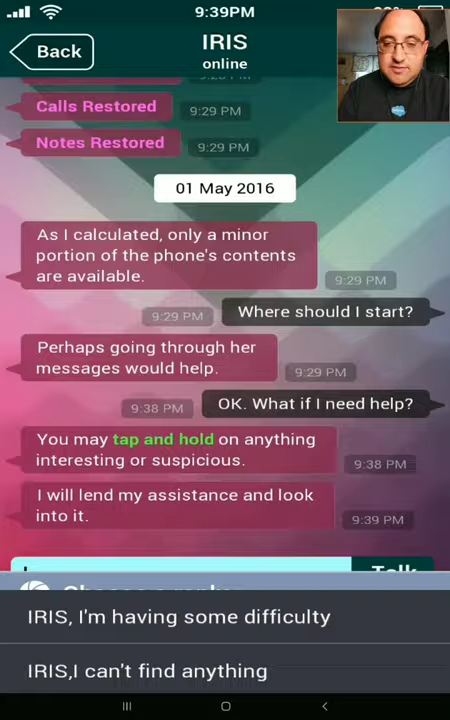 9:39PM
Back
IRIS
online
Calls Restored
9:29 PM
Notes Restored
9:29 PM
01 May 2016
As I calculated, only a minor
portion of the phone's contents
are available.
9:29 PM
Where should I start?
9:29 PM
Perhaps going through her
messages would help.
9:29 PM
OK. What if I need help?
9:38 PM
You may tap and hold on anything
interesting or suspicious.
9:38 PM
I will lend my assistance and look
into it.
9:39 PM
Talk
Choose a reply
IRIS, I'm having some difficulty
IRIS,I can't find anything